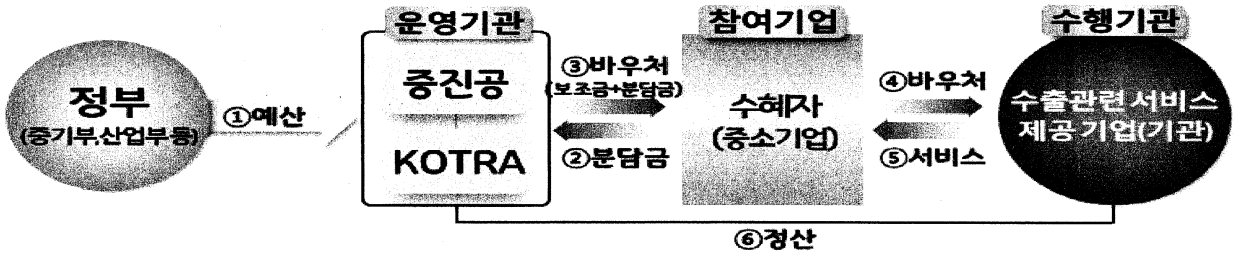 운영기관
참여기업
수행기관
정부
(중기부,산업부등)
①예산
중진공
KOTRA
③바우처
(보조금+분담금)
②분담금
수혜자
(중소기업)
④바우처
⑤서비스
수출관련 서비스
제공 기업(기관)
⑥정산